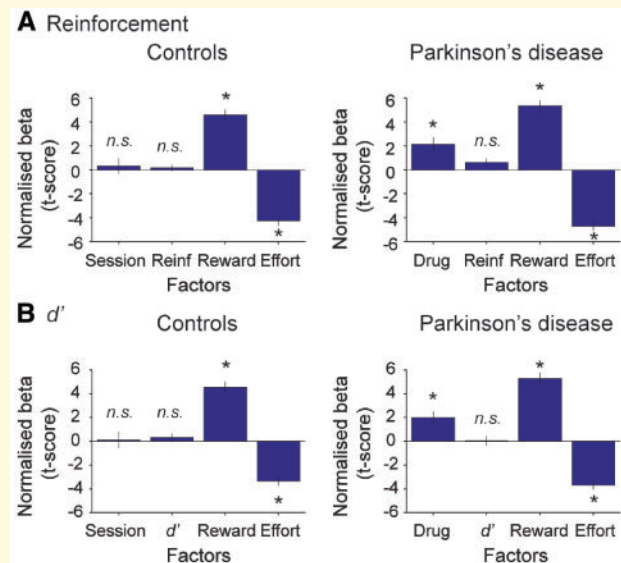 A Reinforcement
Controls
Parkinson's disease
Normalised beta
(t-score)
6
4
2
0
-2
-4
-6
n.s.
n.s.
*
*
Session Reinf Reward Effort
Factors
Normalised beta
(t-score)
6
4
2
0
-2
-4
-6
*
n.s.
*
*
Drug Reinf Reward Effort
Factors
B d'
Controls
Parkinson's disease
Normalised beta
(t-score)
6
4
2
0
-2
-4
-6
n.s.
n.s.
*
*
Session d' Reward Effort
Factors
Normalised beta
(t-score)
6
4
2
0
-2
-4
-6
*
n.s.
*
*
Drug d' Reward Effort
Factors